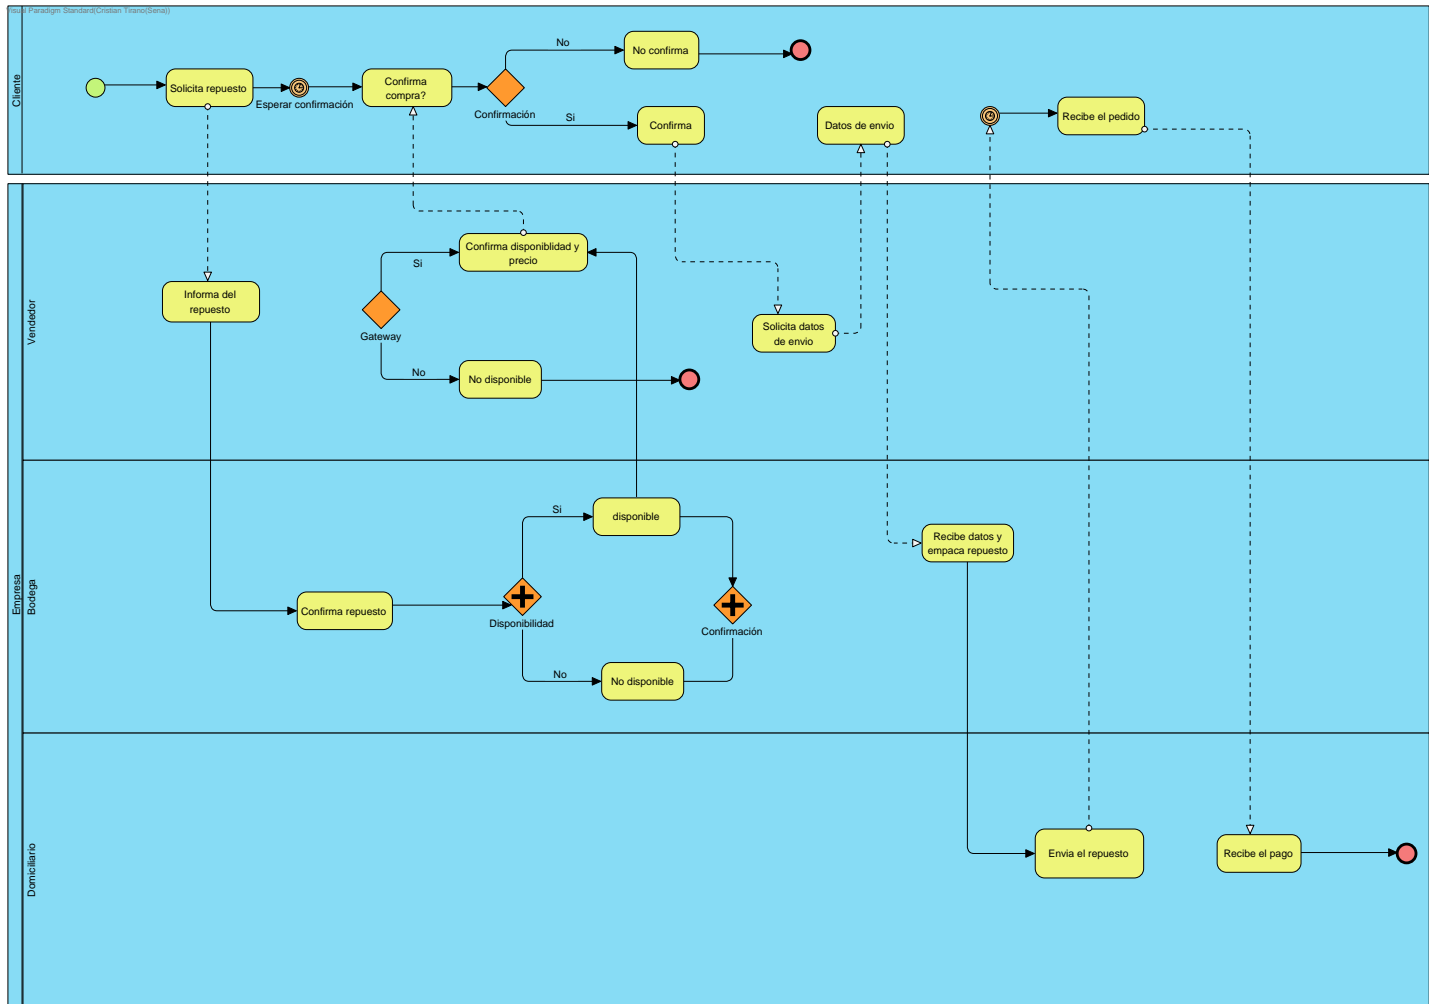 Visual Paradigm Standard(Cristian Tirano(Sena))
Cliente
Solicita repuesto
Esperar confirmación
Confirma
compra?
Confirmación
No
No confirma
Si
Confirma
Datos de envio
Recibe el pedido
Empresa
Vendedor
Informa del
repuesto
Gateway
Si
Confirma disponiblidad y
precio
No
No disponible
Solicita datos
de envio
Bodega
Confirma repuesto
Disponibilidad
Si
disponible
No
No disponible
Confirmación
Recibe datos y
empaca repuesto
Domiciliario
Envia el repuesto
Recibe el pago